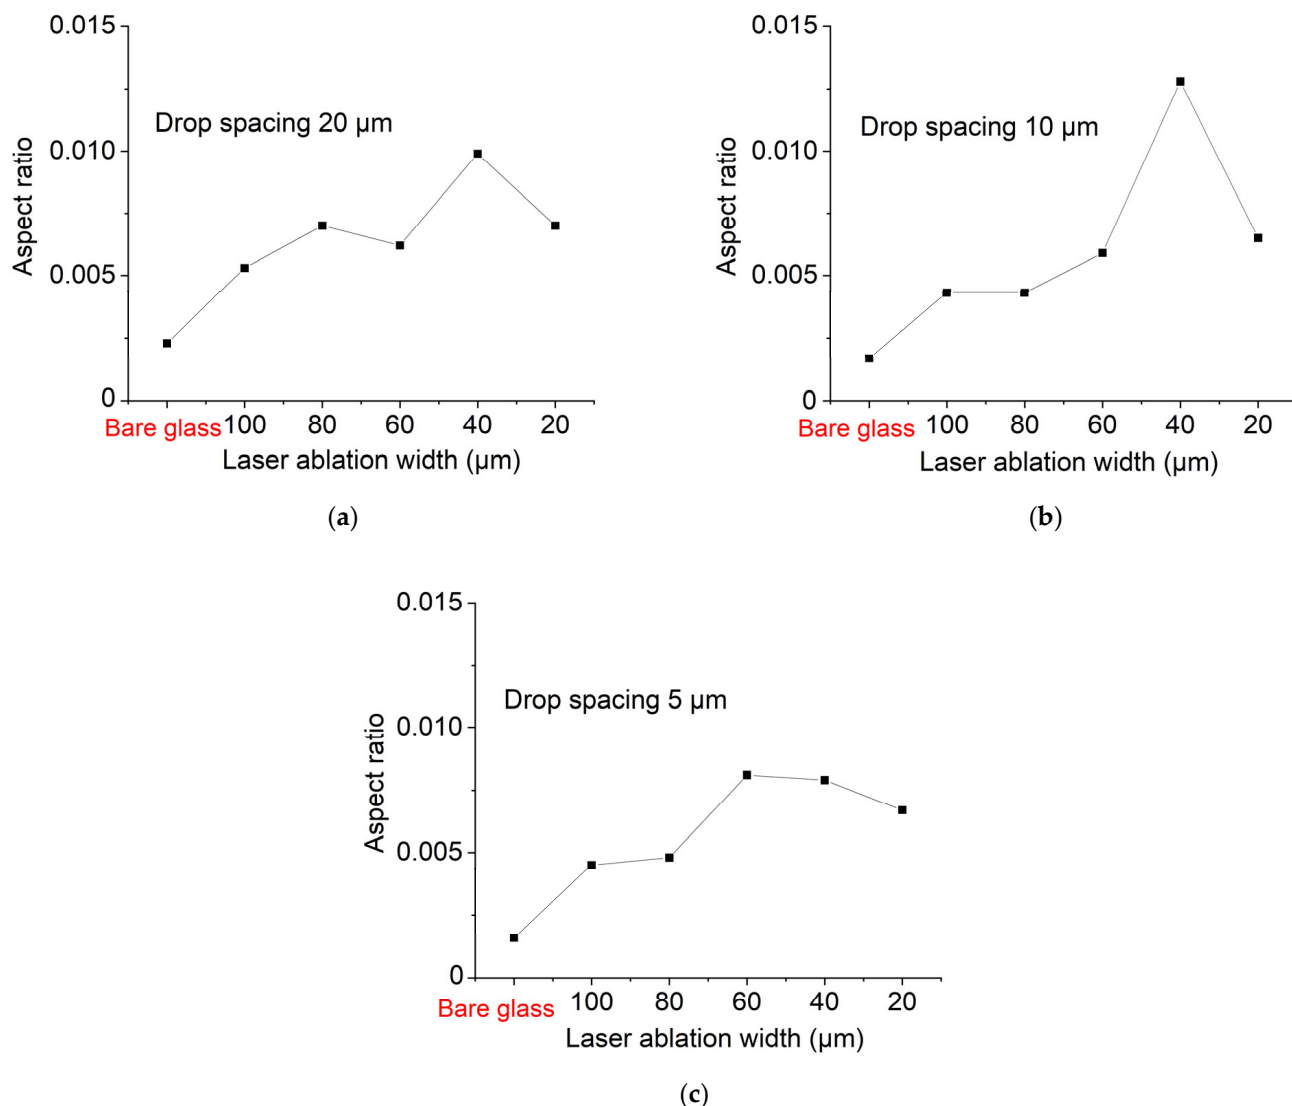 0.015
Drop spacing 20 µm
0.010
Aspect ratio
0.005
0
Bare glass 100 80 60 40 20
Laser ablation width (µm)
(a)
0.015
Drop spacing 10 µm
0.010
Aspect ratio
0.005
0
Bare glass 100 80 60 40 20
Laser ablation width (µm)
(b)
0.015
Drop spacing 5 µm
0.010
Aspect ratio
0.005
0
Bare glass 100 80 60 40 20
Laser ablation width (µm)
(c)